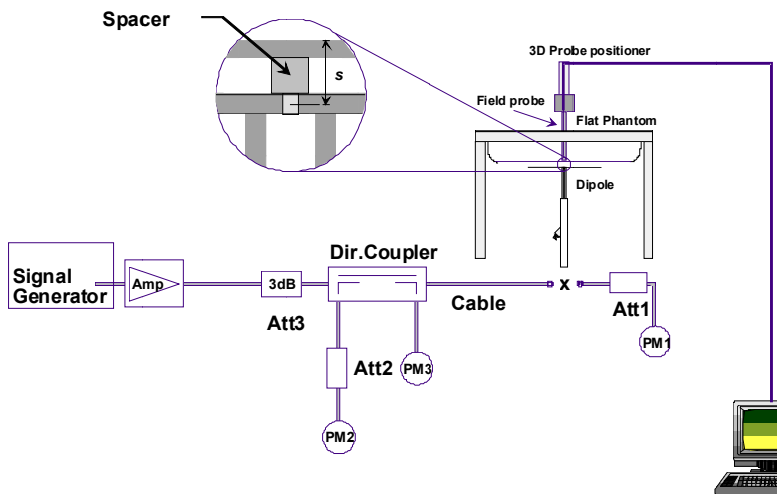 Spacer
s
3D Probe positioner
Field probe
Flat Phantom
Dipole
Signal
Generator
Amp
3dB
Att3
Dir.Coupler
Cable
x
Att1
PM1
Att2
PM3
PM2